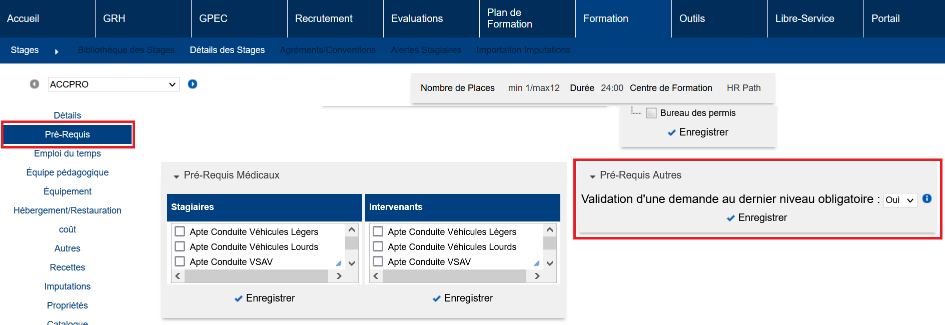 Accueil
GRH
GPEC
Recrutement
Evaluations
Plan de
Formation
Formation
Outils
Libre-Service
Portail
Stages
Bibliothèque des Stages
Détails des Stages
Agréments/Conventions
Alertes Stagiaires
Importation Imputations
ACCPRO
Nombre de Places min 1/max12 Durée 24:00 Centre de Formation HR Path
Bureau des permis
Enregistrer
Détails
Pré-Requis
Emploi du temps
Équipe pédagogique
Équipement
Hébergement/Restauration
coût
Autres
Recettes
Imputations
Propriétés
Catalogue
Pré-Requis Médicaux
Stagiaires
Apte Conduite Véhicules Légers
Apte Conduite Véhicules Lourds
Apte Conduite VSAV
Enregistrer
Intervenants
Apte Conduite Véhicules Légers
Apte Conduite Véhicules Lourds
Apte Conduite VSAV
Enregistrer
Pré-Requis Autres
Validation d'une demande au dernier niveau obligatoire : Oui
Enregistrer